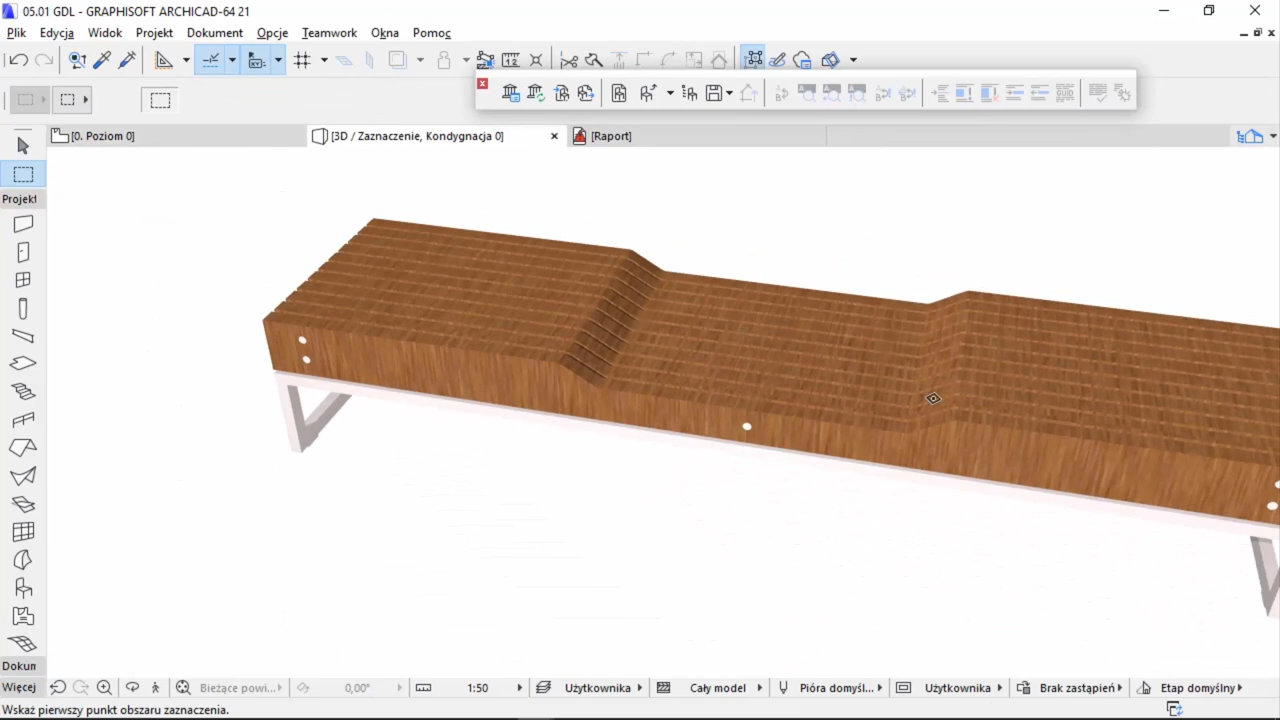 05.01 GDL - GRAPHISOFT ARCHICAD-64 21
Plik Edycja Widok Projekt Dokument Opcje Teamwork Okna Pomoc
[0. Poziom 0] [3D / Zaznaczenie, Kondygnacja 0] [Raport]
Projekt
Dokun
Więcej
Bieżące powi... 0,00° 1:50 Użytkownika Cały model Pióra domyśl... Użytkownika Brak zastąpień Etap domyślny
Wskaż pierwszy punkt obszaru zaznaczenia.